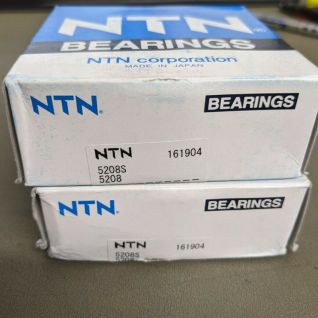 NTN®
BEARINGS
NTN corporation
MADE IN JAPAN
NTN® BEARINGS
NTN 161904
5208S
5208
NTN® BEARINGS
NTN 161904
5208S